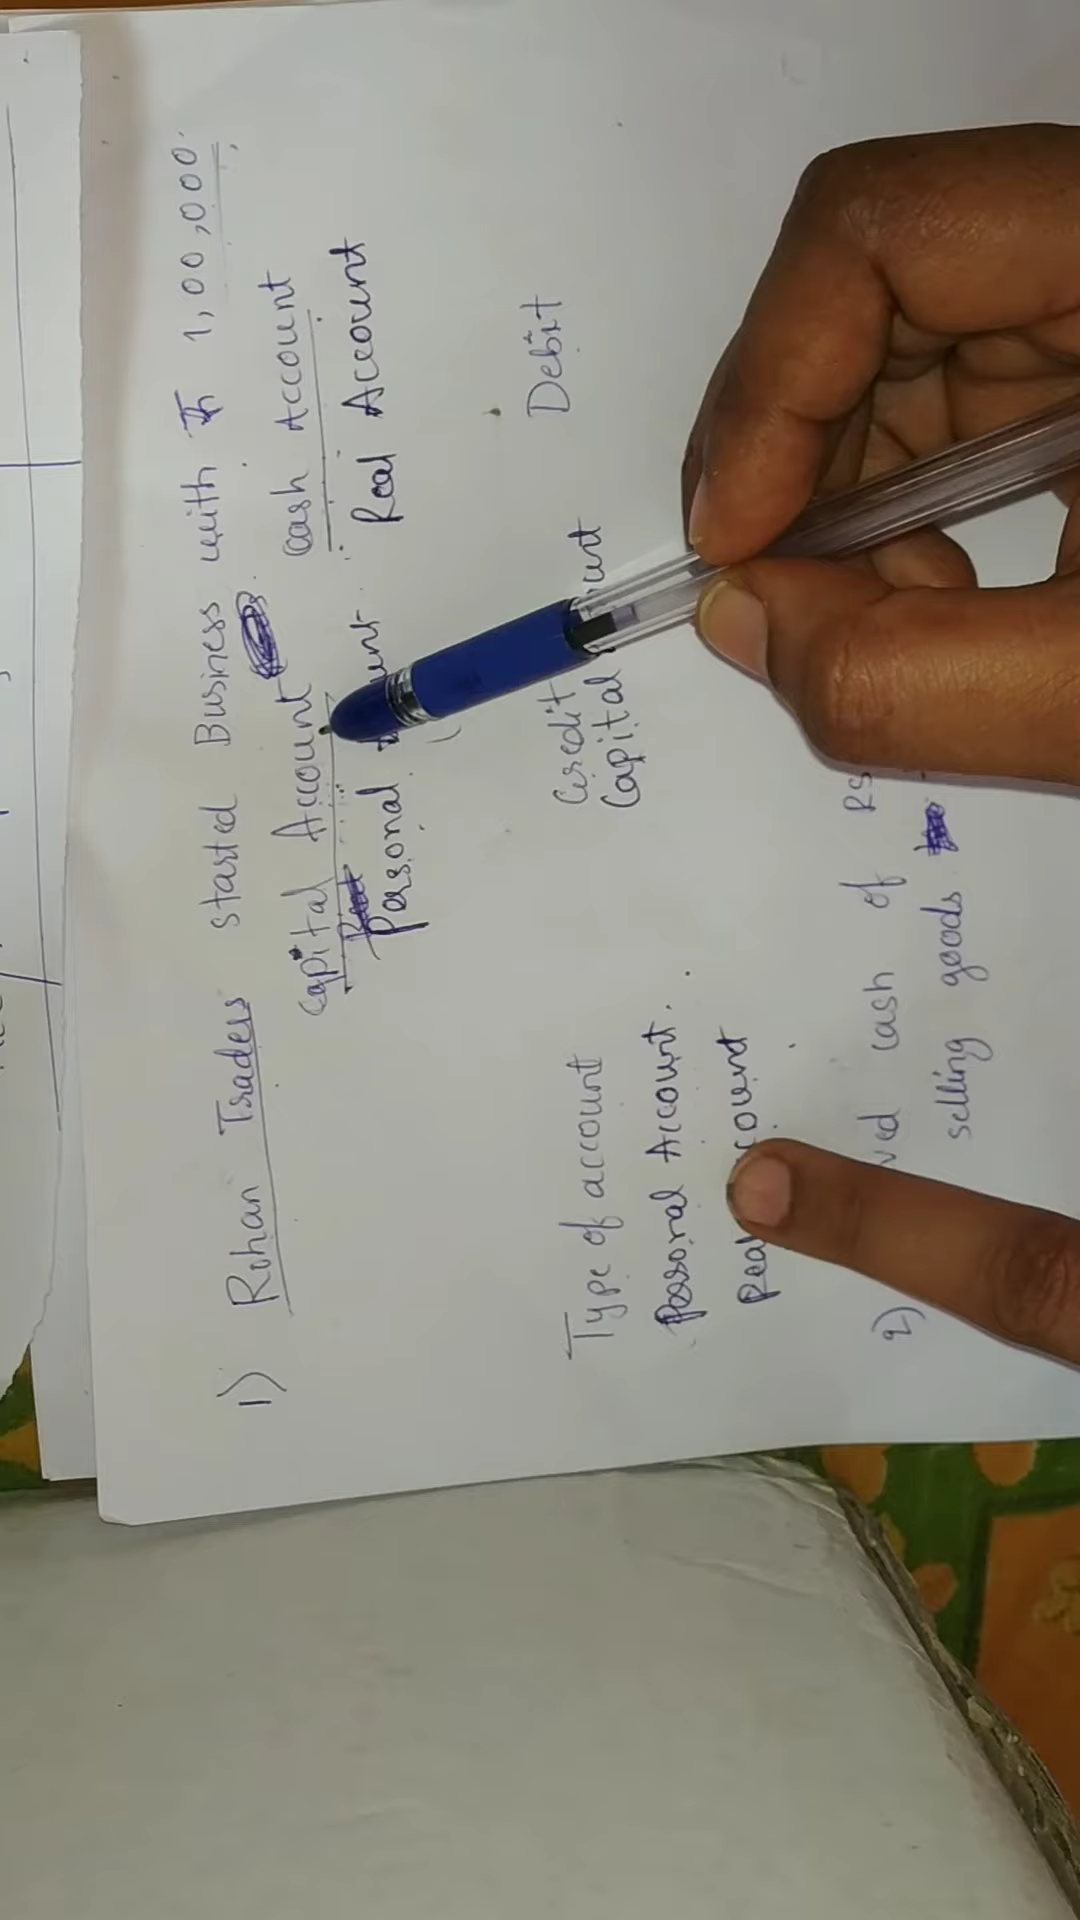 1) Rohan Traders started Business with ₹ 1,00,000.
Capital Account cash Account
Personal Real Account
Type of account Credit Debit
Personal Account. Capital
Real
2) cash of RS
selling goods